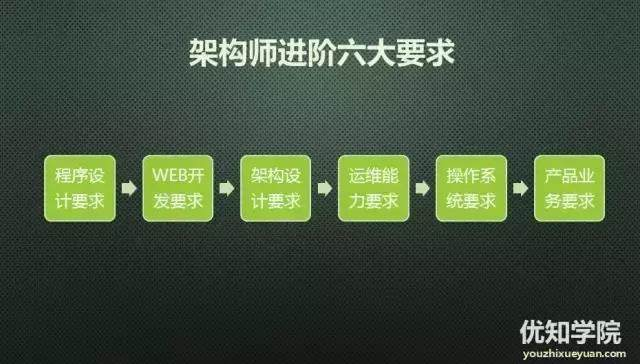 架构师进阶六大要求
程序设
计要求
WEB开
发要求
架构设
计要求
运维能
力要求
操作系
统要求
产品业
务要求
优知学院
youzhixueyuan.com